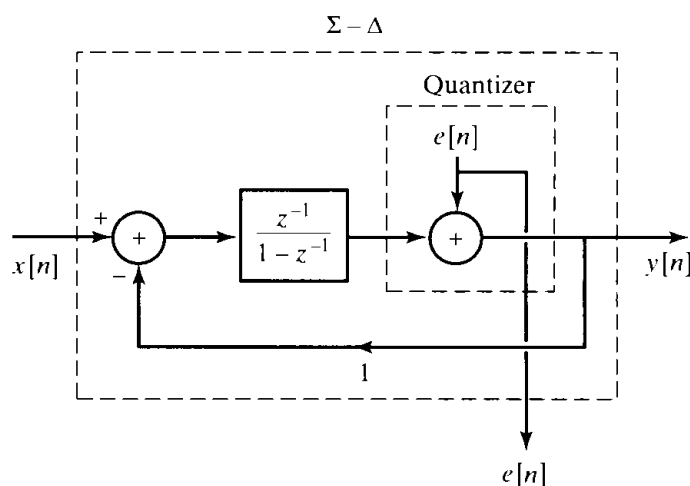 Σ − Δ
Quantizer
e[n]
+
+
z^{-1}
1 − z^{-1}
+
x[n]
−
y[n]
1
e[n]